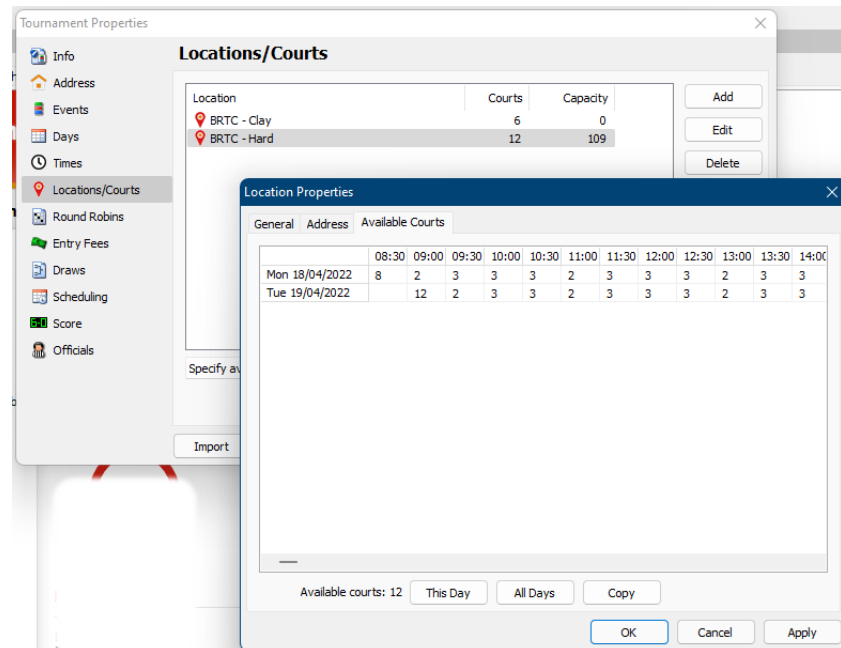 Tournament Properties
Info
Address
Events
Days
Times
Locations/Courts
Round Robins
Entry Fees
Draws
Scheduling
Score
Officials
Locations/Courts
Location Courts Capacity
BRTC - Clay 6 0
BRTC - Hard 12 109
Add
Edit
Delete
Specify av
Import
Location Properties
General Address Available Courts
08:30 09:00 09:30 10:00 10:30 11:00 11:30 12:00 12:30 13:00 13:30 14:00
Mon 18/04/2022 8 2 3 3 3 2 3 3 3 2 3 3
Tue 19/04/2022 12 2 3 3 2 3 3 3 2 3 3
Available courts: 12 This Day All Days Copy
OK Cancel Apply